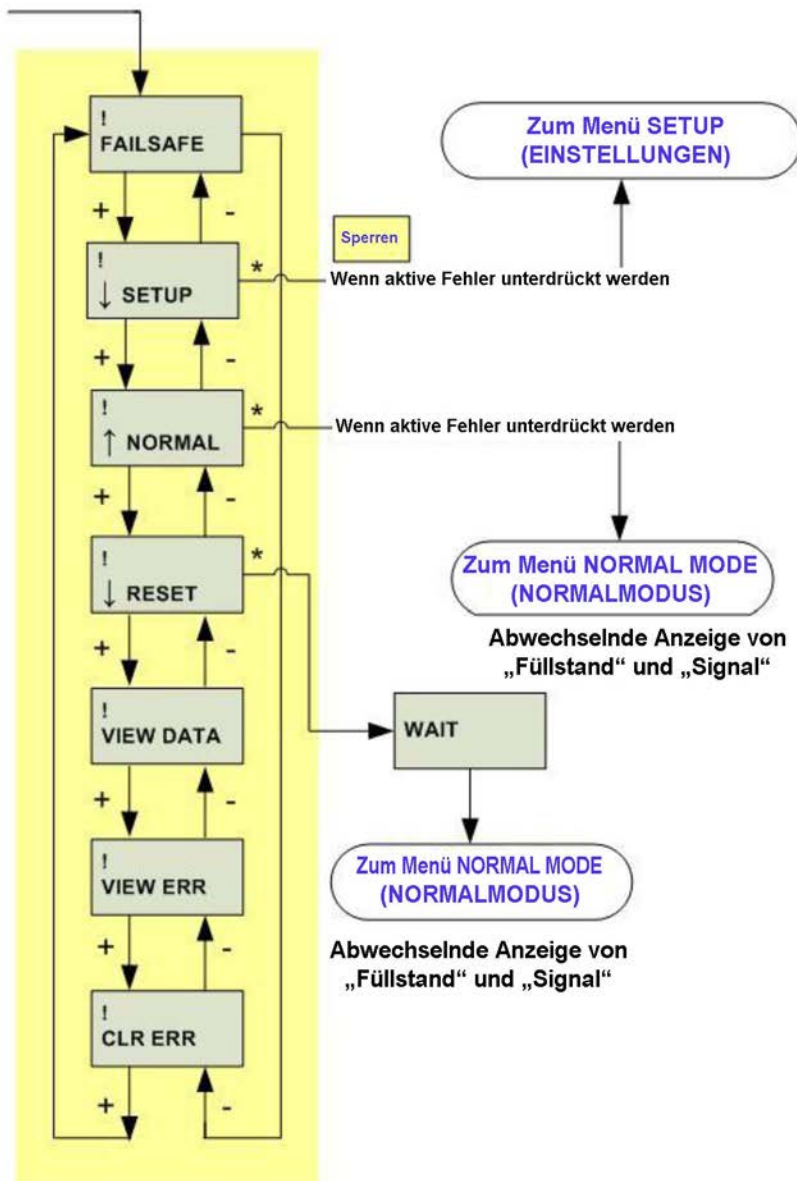 !
FAILSAFE
Zum Menü SETUP
(EINSTELLUNGEN)
+ -
Sperren
!
↓ SETUP
*
Wenn aktive Fehler unterdrückt werden
+ -
!
↑ NORMAL
*
Wenn aktive Fehler unterdrückt werden
+ -
!
↓ RESET
*
Zum Menü NORMAL MODE
(NORMALMODUS)
Abwechselnde Anzeige von
„Füllstand“ und „Signal“
+ -
!
VIEW DATA
WAIT
+ -
!
VIEW ERR
Zum Menü NORMAL MODE
(NORMALMODUS)
Abwechselnde Anzeige von
„Füllstand“ und „Signal“
+ -
!
CLR ERR
+ -